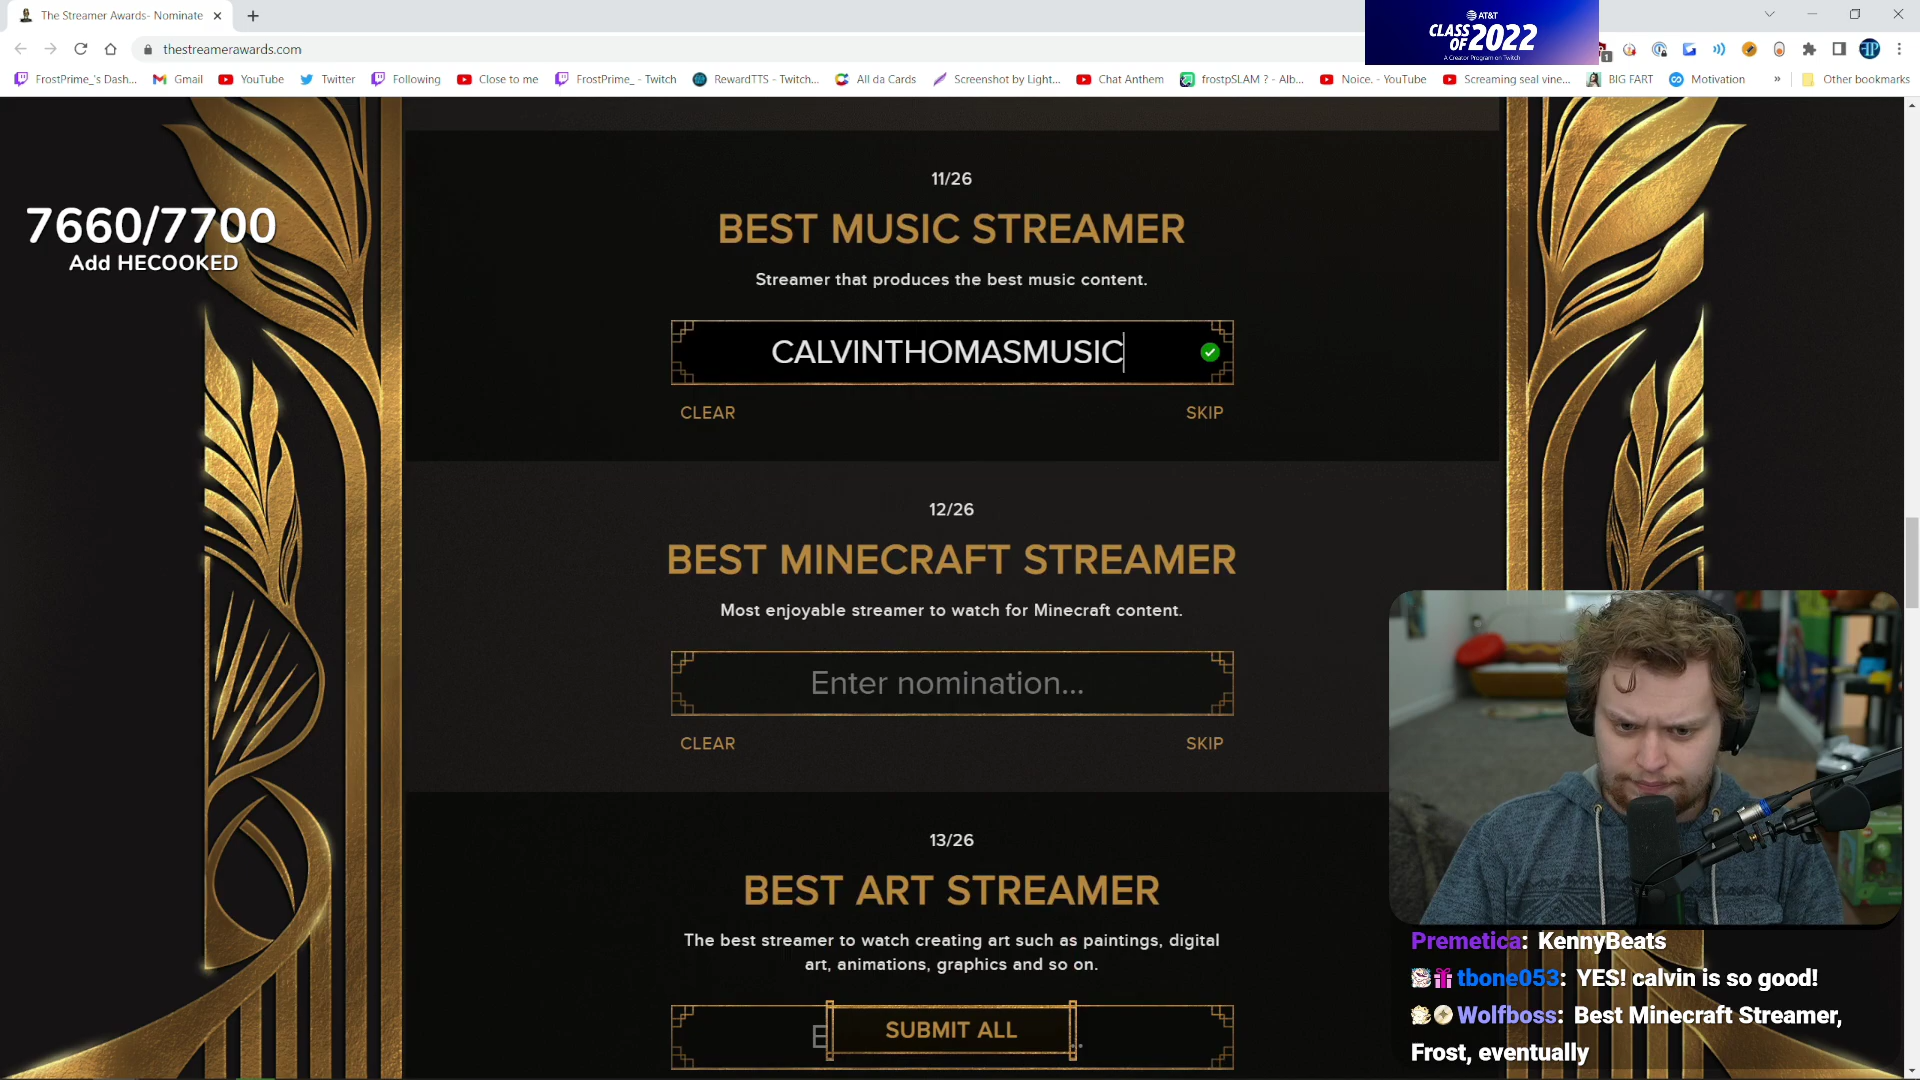 The Streamer Awards- Nominate
thestreamerawards.com
AT&T
CLASS
OF 2022
A Creator Program on Twitch
1
FrostPrime_'s Dash...
Gmail
YouTube
Twitter
Following
Close to me
FrostPrime_ - Twitch
RewardTTS - Twitch...
All da Cards
Screenshot by Light...
Chat Anthem
frostpSLAM ? - Alb...
Noice. - YouTube
Screaming seal vine...
BIG FART
Motivation
»
Other bookmarks
7660/7700
Add HECOOKED
11/26
BEST MUSIC STREAMER
Streamer that produces the best music content.
CALVINTHOMASMUSIC
CLEAR
SKIP
12/26
BEST MINECRAFT STREAMER
Most enjoyable streamer to watch for Minecraft content.
Enter nomination...
CLEAR
SKIP
13/26
BEST ART STREAMER
The best streamer to watch creating art such as paintings, digital
art, animations, graphics and so on.
SUBMIT ALL
Premetica: KennyBeats
tbone053: YES! calvin is so good!
Wolfboss: Best Minecraft Streamer,
Frost, eventually